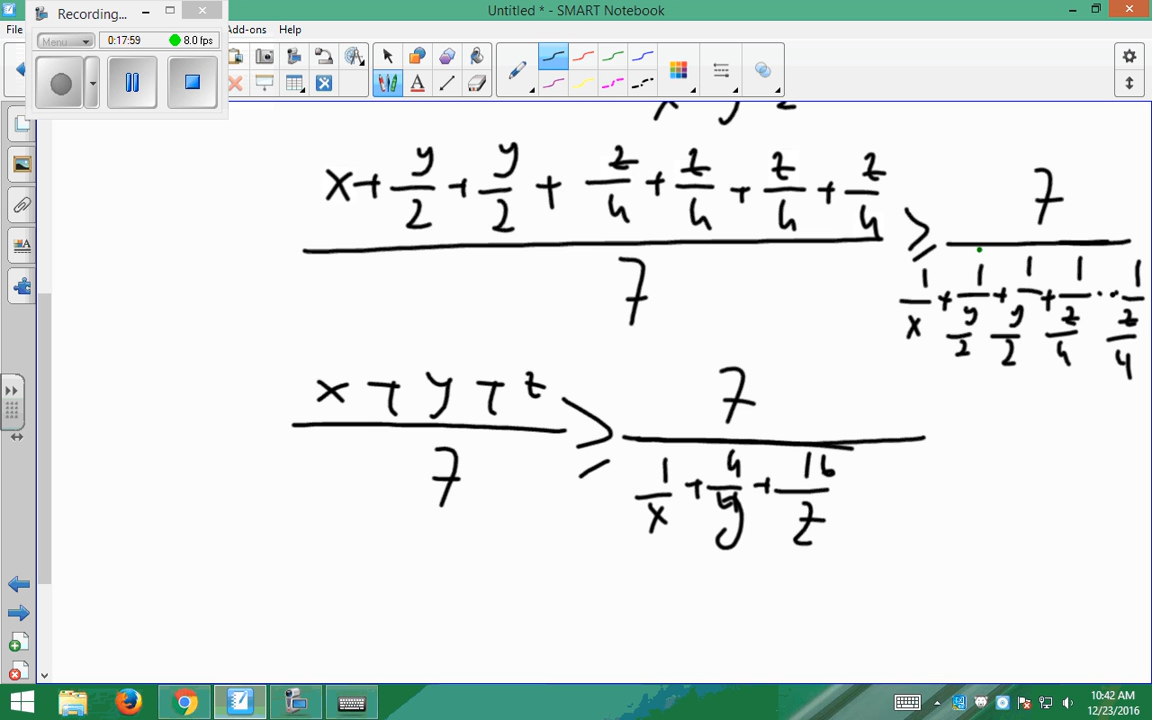 Recording...
Untitled * - SMART Notebook
File
Add-ons
Help
Menu
0:17:59
8.0 fps
x + y/2 + y/2 + z/4 + z/4 + z/4 + z/4
7
≥
7
1/x + 1/(y/2) + 1/(y/2) + 1/(z/4) ... 1/(z/4)
x + y + z
7
≥
7
1/x + 4/y + 16/z
10:42 AM
12/23/2016